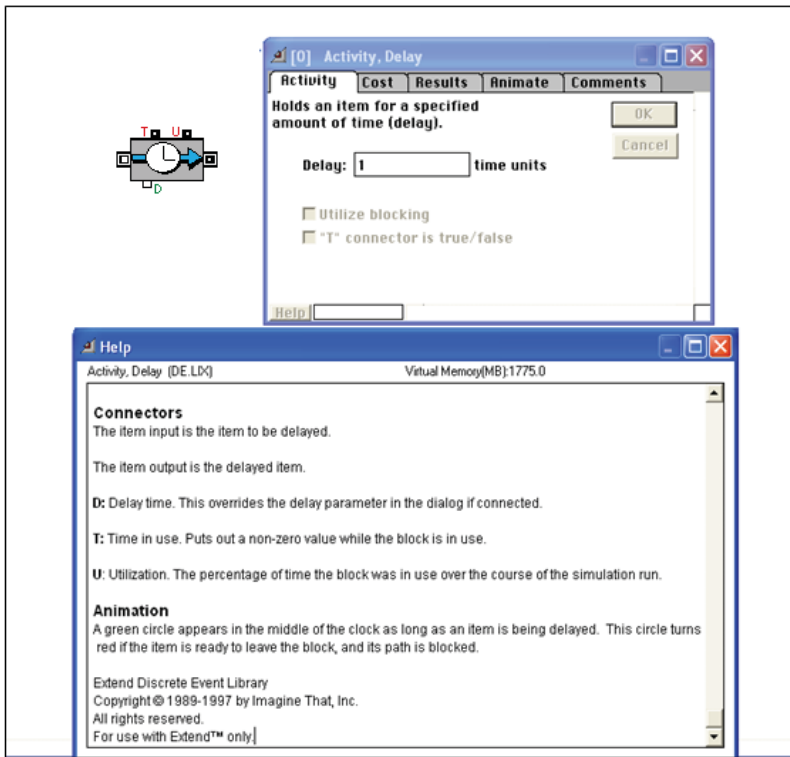 [0] Activity, Delay
Activity Cost Results Animate Comments
Holds an item for a specified
amount of time (delay).
OK
Cancel
Delay: 1 time units
Utilize blocking
"T" connector is true/false
Help
T U
D
Help
Activity, Delay (DE.LIX) Virtual Memory(MB):1775.0
Connectors
The item input is the item to be delayed.
The item output is the delayed item.
D: Delay time. This overrides the delay parameter in the dialog if connected.
T: Time in use. Puts out a non-zero value while the block is in use.
U: Utilization. The percentage of time the block was in use over the course of the simulation run.
Animation
A green circle appears in the middle of the clock as long as an item is being delayed. This circle turns
red if the item is ready to leave the block, and its path is blocked.
Extend Discrete Event Library
Copyright © 1989-1997 by Imagine That, Inc.
All rights reserved.
For use with Extend™ only.